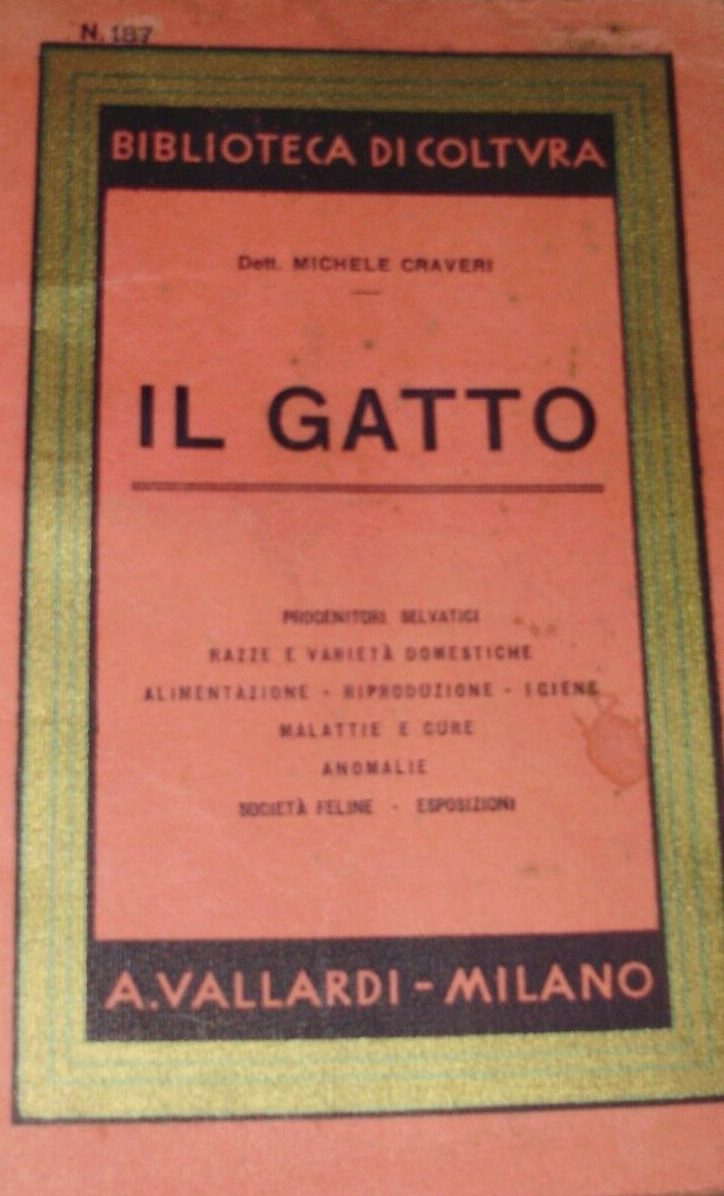 N. 187
BIBLIOTECA DI COLTVRA
Dott. MICHELE CRAVERI
IL GATTO
PROGENITORI SELVATICI
RAZZE E VARIETÀ DOMESTICHE
ALIMENTAZIONE - RIPRODUZIONE - IGIENE
MALATTIE E CURE
ANOMALIE
SOCIETÀ FELINE - ESPOSIZIONI
A. VALLARDI - MILANO